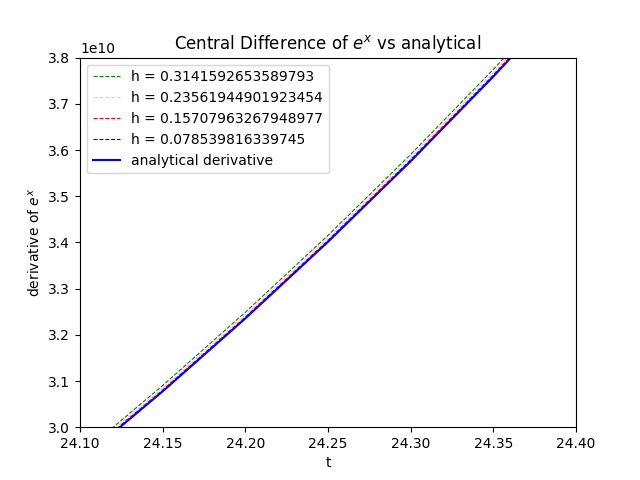 Central Difference of e^x vs analytical
1e10
h = 0.3141592653589793
h = 0.23561944901923454
h = 0.15707963267948977
h = 0.078539816339745
analytical derivative
derivative of e^x
3.8
3.7
3.6
3.5
3.4
3.3
3.2
3.1
3.0
24.10 24.15 24.20 24.25 24.30 24.35 24.40
t